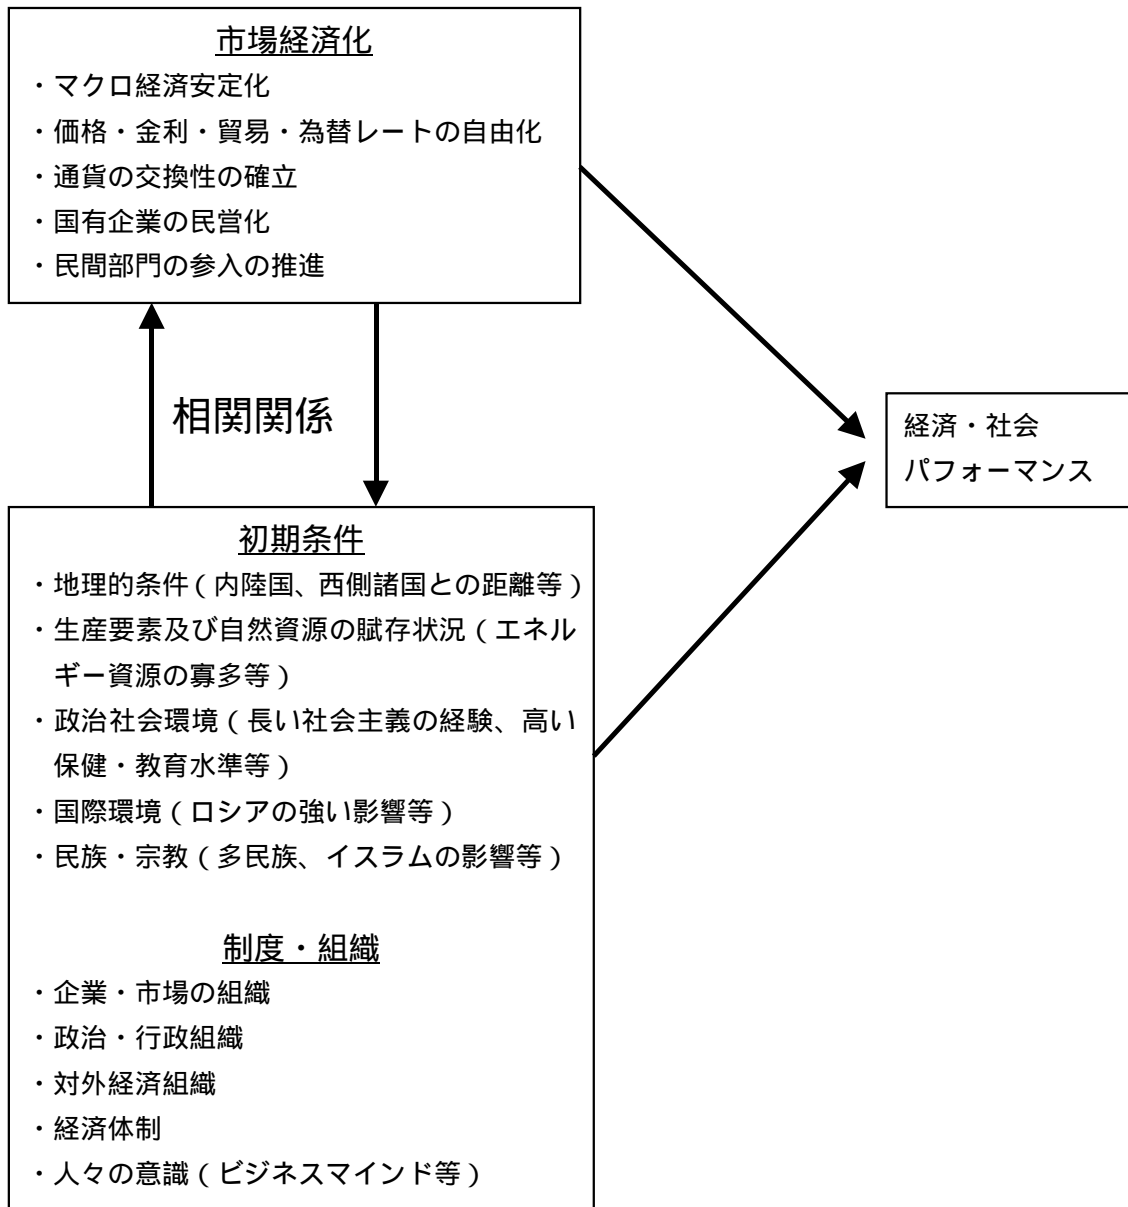 市場経済化
・マクロ経済安定化
・価格・金利・貿易・為替レートの自由化
・通貨の交換性の確立
・国有企業の民営化
・民間部門の参入の推進
相関関係
経済・社会
パフォーマンス
初期条件
・地理的条件（内陸国、西側諸国との距離等）
・生産要素及び自然資源の賦存状況（エネル
ギー資源の寡多等）
・政治社会環境（長い社会主義の経験、高い
保健・教育水準等）
・国際環境（ロシアの強い影響等）
・民族・宗教（多民族、イスラムの影響等）
制度・組織
・企業・市場の組織
・政治・行政組織
・対外経済組織
・経済体制
・人々の意識（ビジネスマインド等）